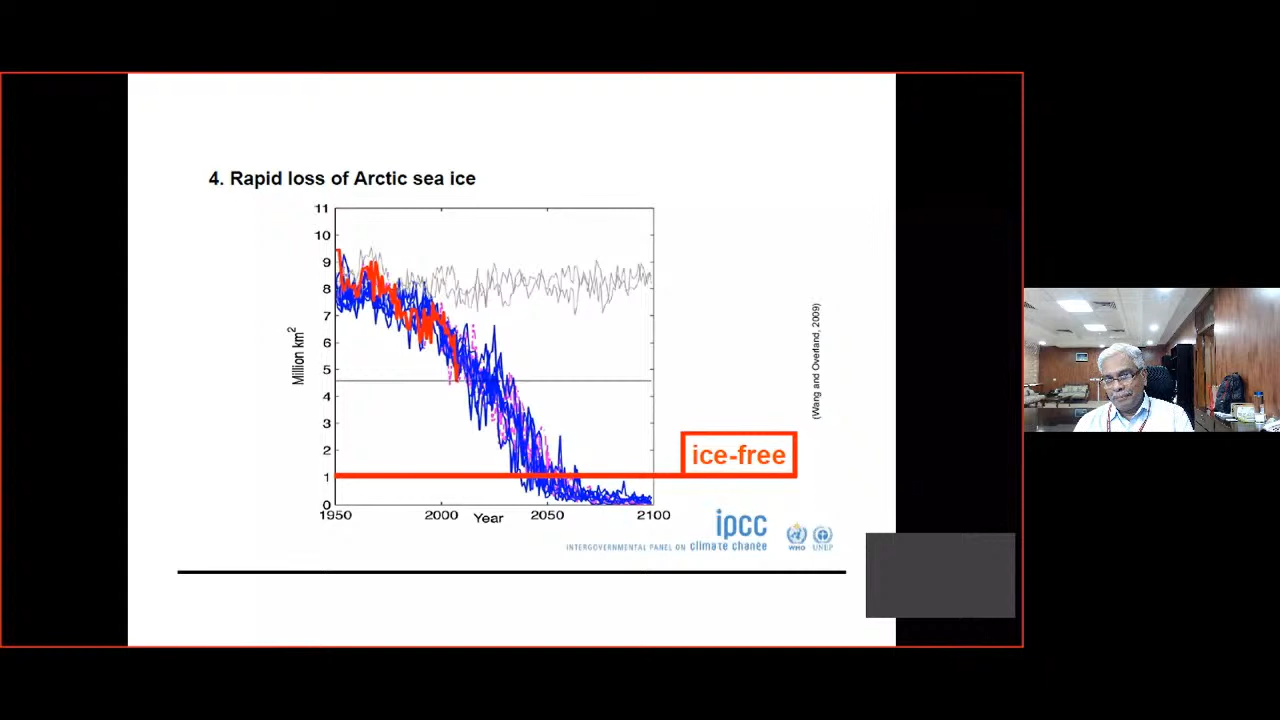 4. Rapid loss of Arctic sea ice
11
10
9
8
7
6
5
4
3
2
1
0
Million km2
1950
2000
2050
2100
Year
(Wang and Overland, 2009)
ice-free
ipcc
INTERGOVERNMENTAL PANEL ON climate change
WMO
UNEP